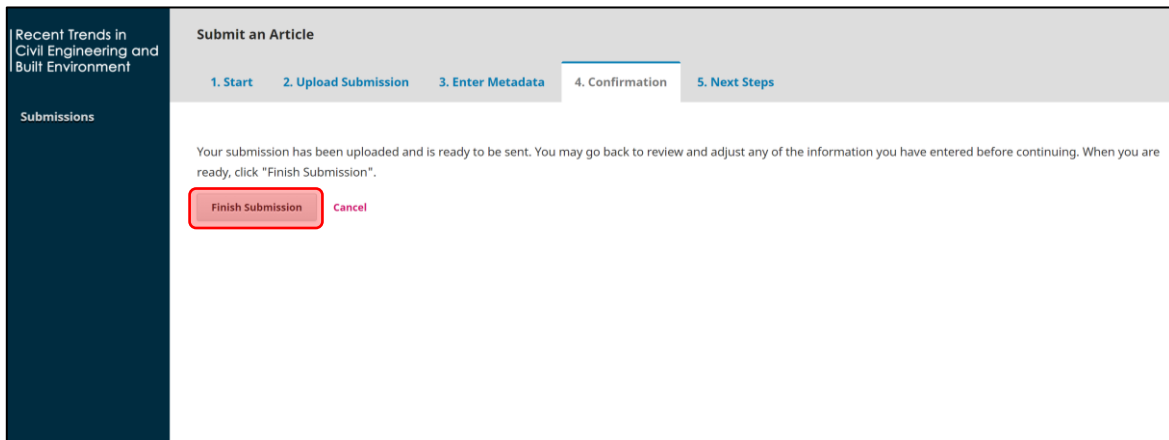 Recent Trends in
Civil Engineering and
Built Environment
Submissions
Submit an Article
1. Start 2. Upload Submission 3. Enter Metadata 4. Confirmation 5. Next Steps
Your submission has been uploaded and is ready to be sent. You may go back to review and adjust any of the information you have entered before continuing. When you are
ready, click "Finish Submission".
Finish Submission Cancel